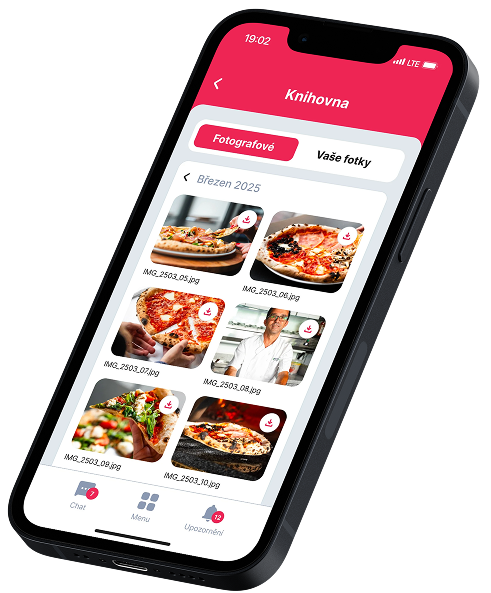 19:02
LTE
Knihovna
Fotografové
Vaše fotky
Březen 2025
IMG_2503_05.jpg
IMG_2503_06.jpg
IMG_2503_07.jpg
IMG_2503_08.jpg
IMG_2503_09.jpg
IMG_2503_10.jpg
7
12
Chat
Menu
Upozornění